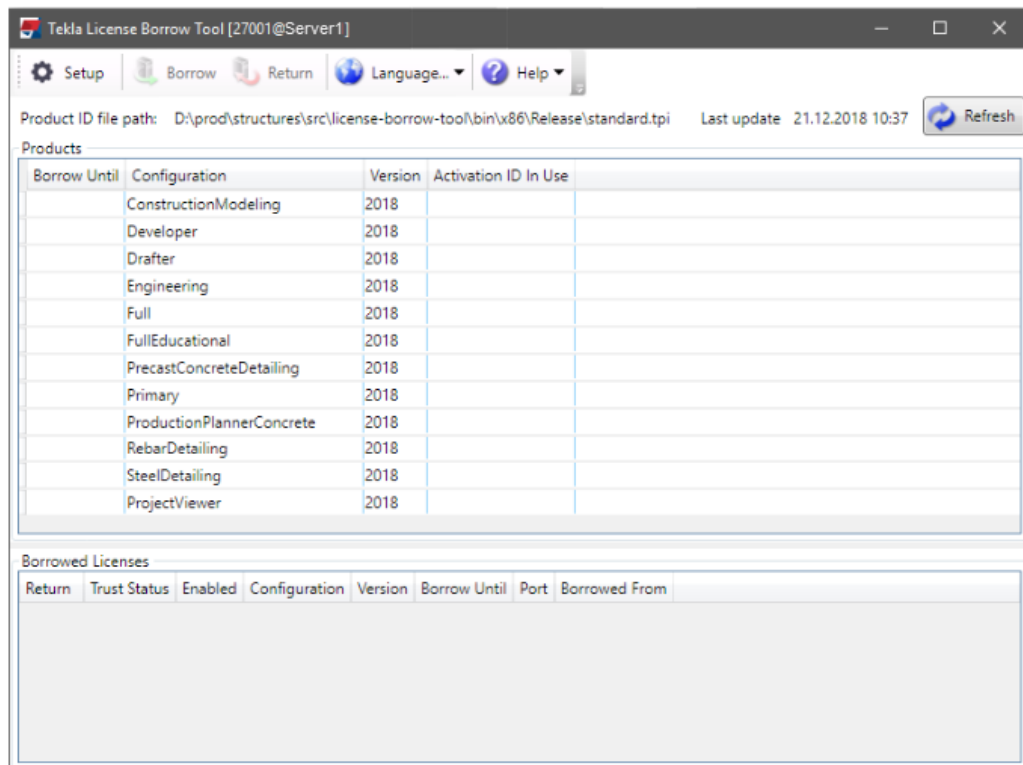 Tekla License Borrow Tool [27001@Server1]
Setup Borrow Return Language... Help
Product ID file path: D:\prod\structures\src\license-borrow-tool\bin\x86\Release\standard.tpi Last update 21.12.2018 10:37 Refresh
Products
Borrow Until Configuration Version Activation ID In Use
ConstructionModeling 2018
Developer 2018
Drafter 2018
Engineering 2018
Full 2018
FullEducational 2018
PrecastConcreteDetailing 2018
Primary 2018
ProductionPlannerConcrete 2018
RebarDetailing 2018
SteelDetailing 2018
ProjectViewer 2018
Borrowed Licenses
Return Trust Status Enabled Configuration Version Borrow Until Port Borrowed From